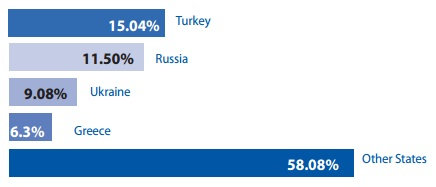 15.04% Turkey
11.50% Russia
9.08% Ukraine
6.3% Greece
58.08% Other States